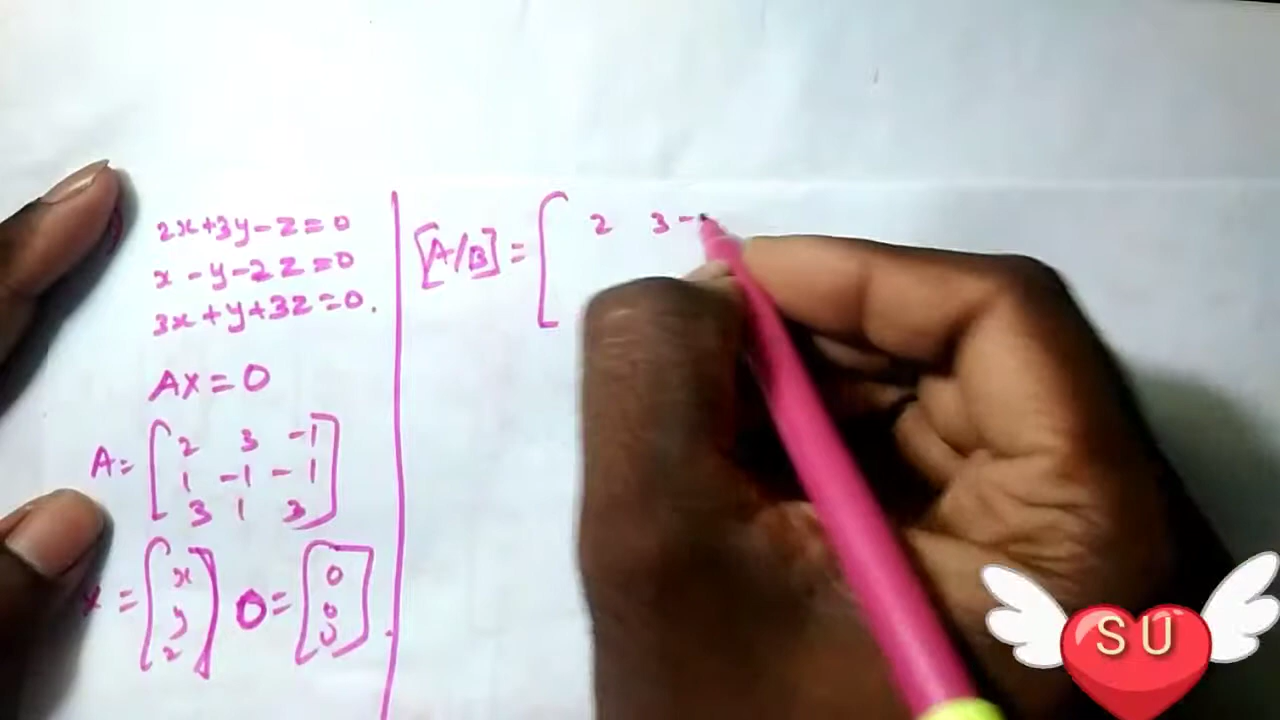 2x+3y-z=0
x-y-2z=0
3x+y+3z=0.
AX=0
A= [ 2 3 -1
1 -1 -1
3 1 3 ]
x = [ x
y
z ] 0= [ 0
0
0 ].
[A/B] = [ 2 3 -
SU